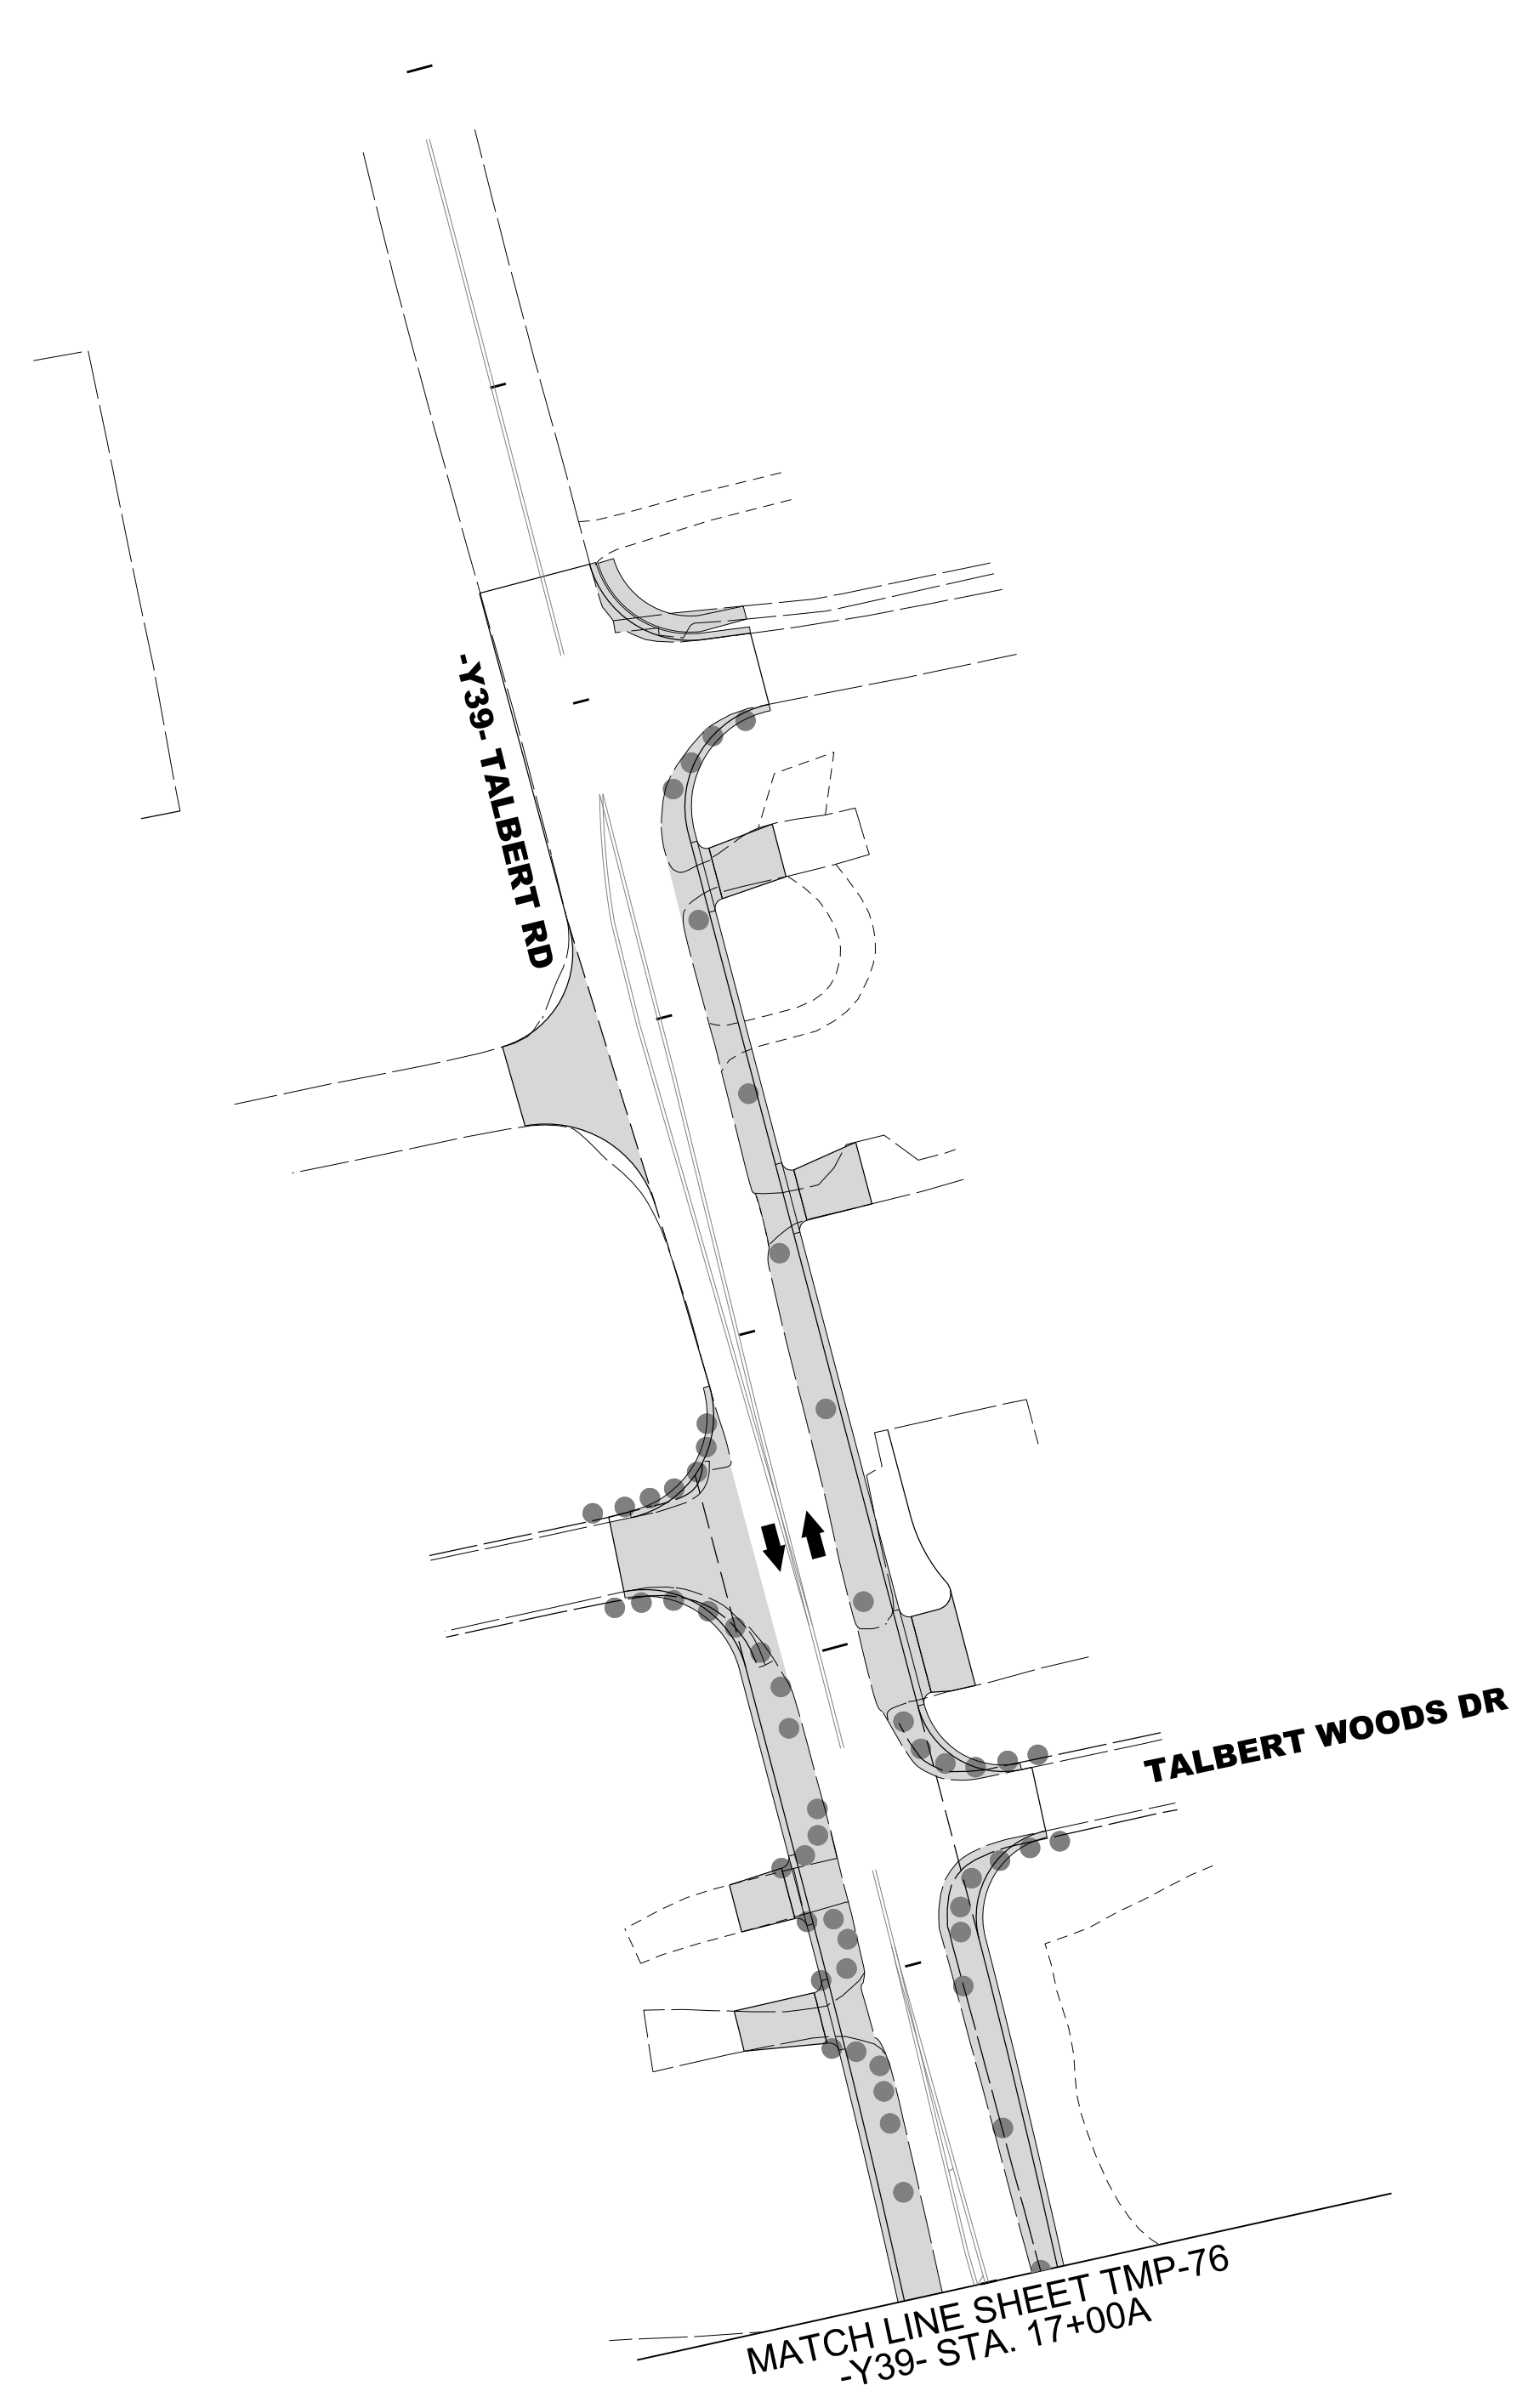 -Y39- TALBERT RD
TALBERT WOODS DR
MATCH LINE SHEET TMP-76
-Y39- STA. 17+00A